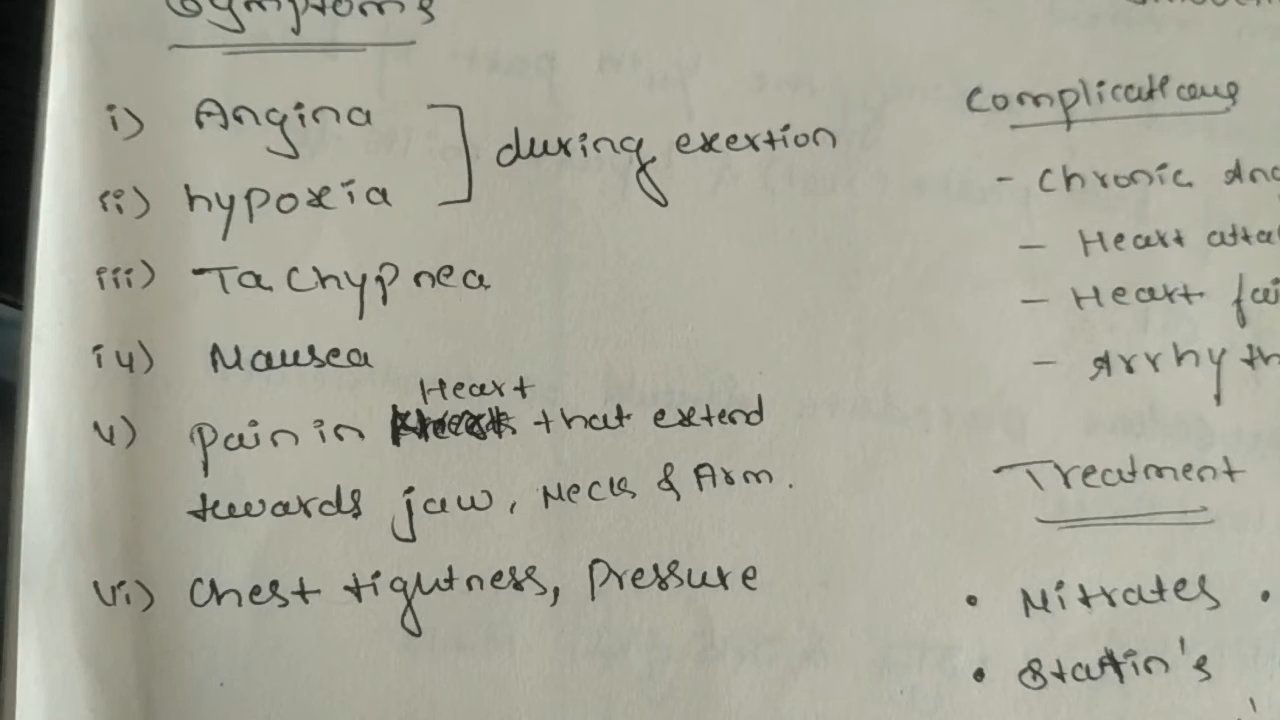 Symptoms
i) Angina
ii) hypoxia
during exertion
iii) Tachypnea
iv) Nausea
v) pain in Heart that extend
towards jaw, Neck & Arm.
vi) Chest tightness, Pressure
Complications
- Chronic
- Heart
- Heart
Treatment
• Nitrates •
• Statin's